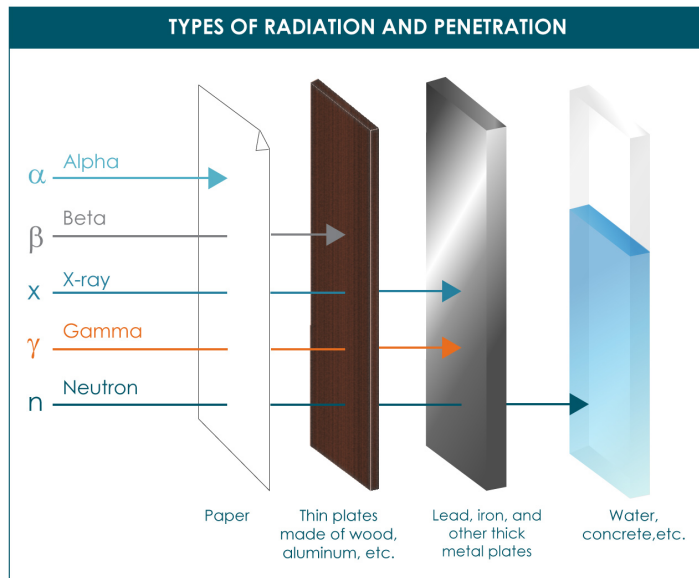 TYPES OF RADIATION AND PENETRATION
α Alpha
β Beta
x X-ray
γ Gamma
n Neutron
Paper
Thin plates
made of wood,
aluminum, etc.
Lead, iron, and
other thick
metal plates
Water,
concrete,etc.